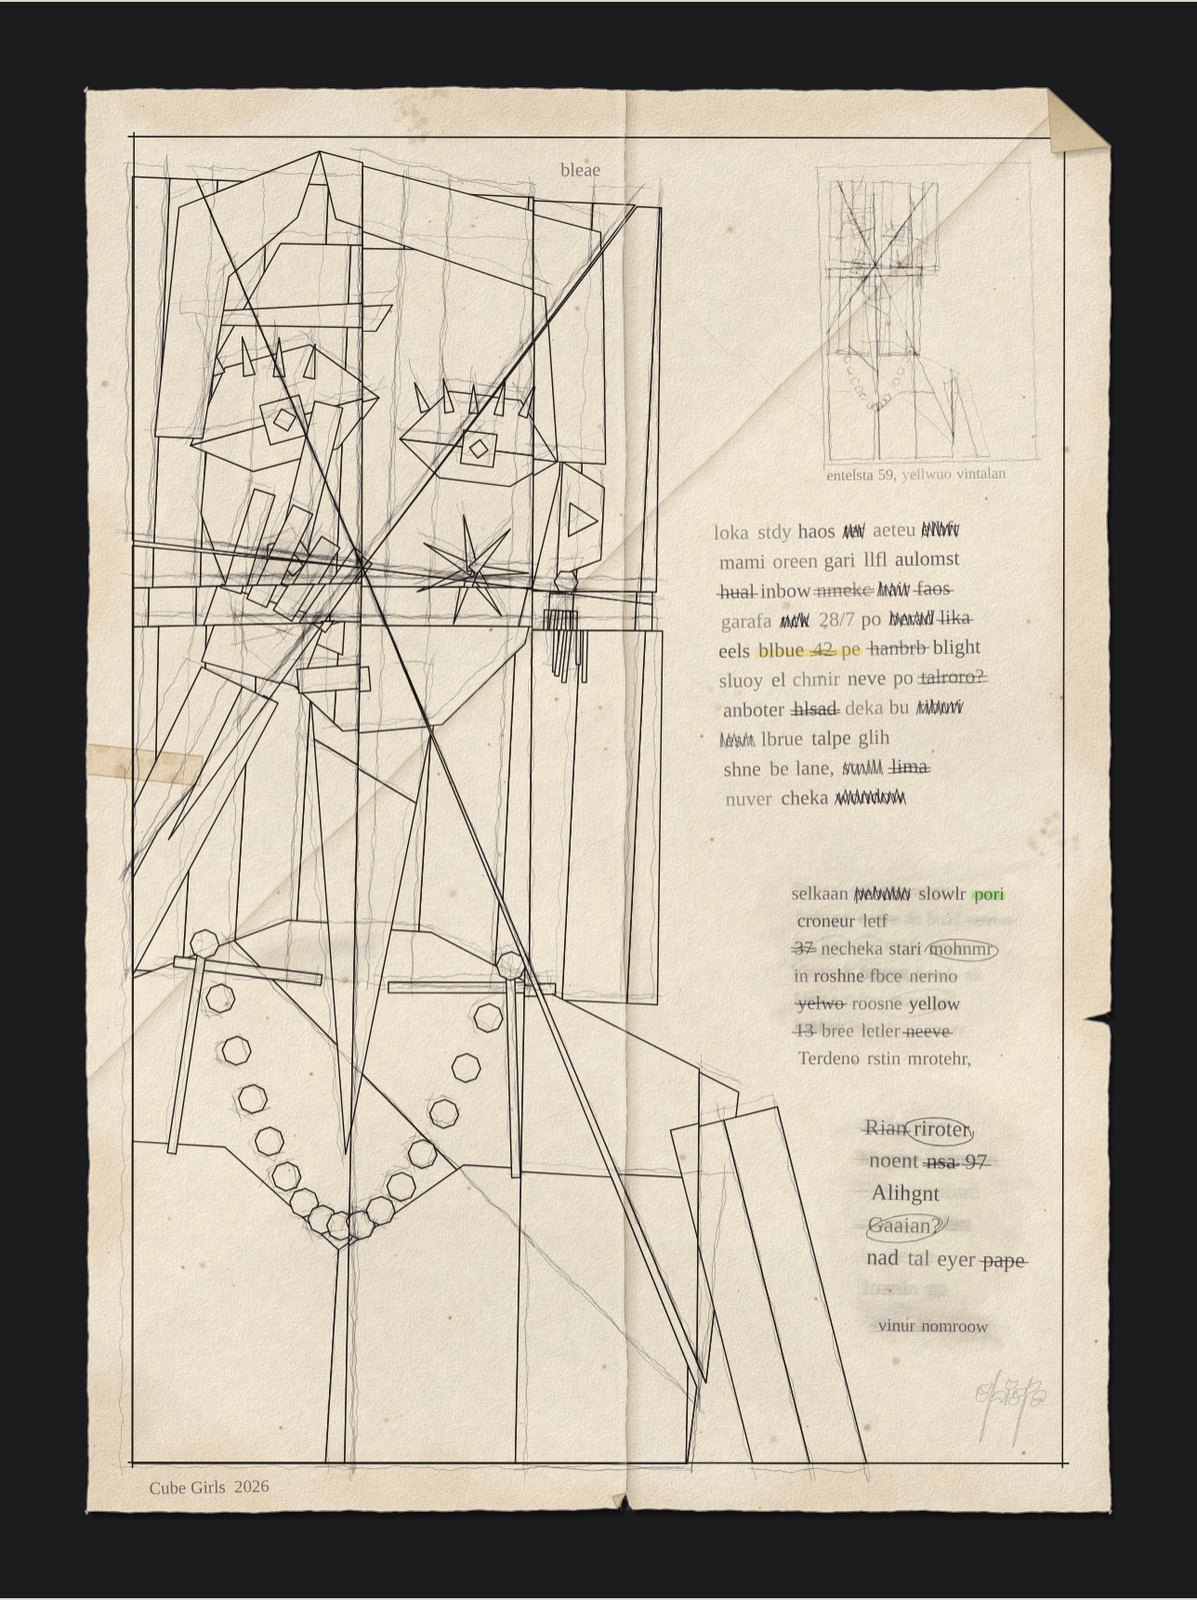 bleae
entelsta 59, yellwuo vintalan
loka stdy haos aeteu
mami oreen gari llfl aulomst
hual inbow nmeke hair faos
garafa 28/7 po lika
eels blbue 42 pe hanbrb blight
sluoy el chmir neve po talroro?
anboter hlsad deka bu
lbrue talpe glih
shne be lane, lima
nuver cheka
selkaan slowlr pori
croneur letf
37 necheka stari mohnmr
in roshne fbce nerino
yelwo roosne yellow
13 bree letler neeve
Terdeno rstin mrotehr,
Rian riroter,
noent nsa 97
Alihgnt
Gaaian?
nad tal eyer pape
vinur nomroow
Cube Girls 2026